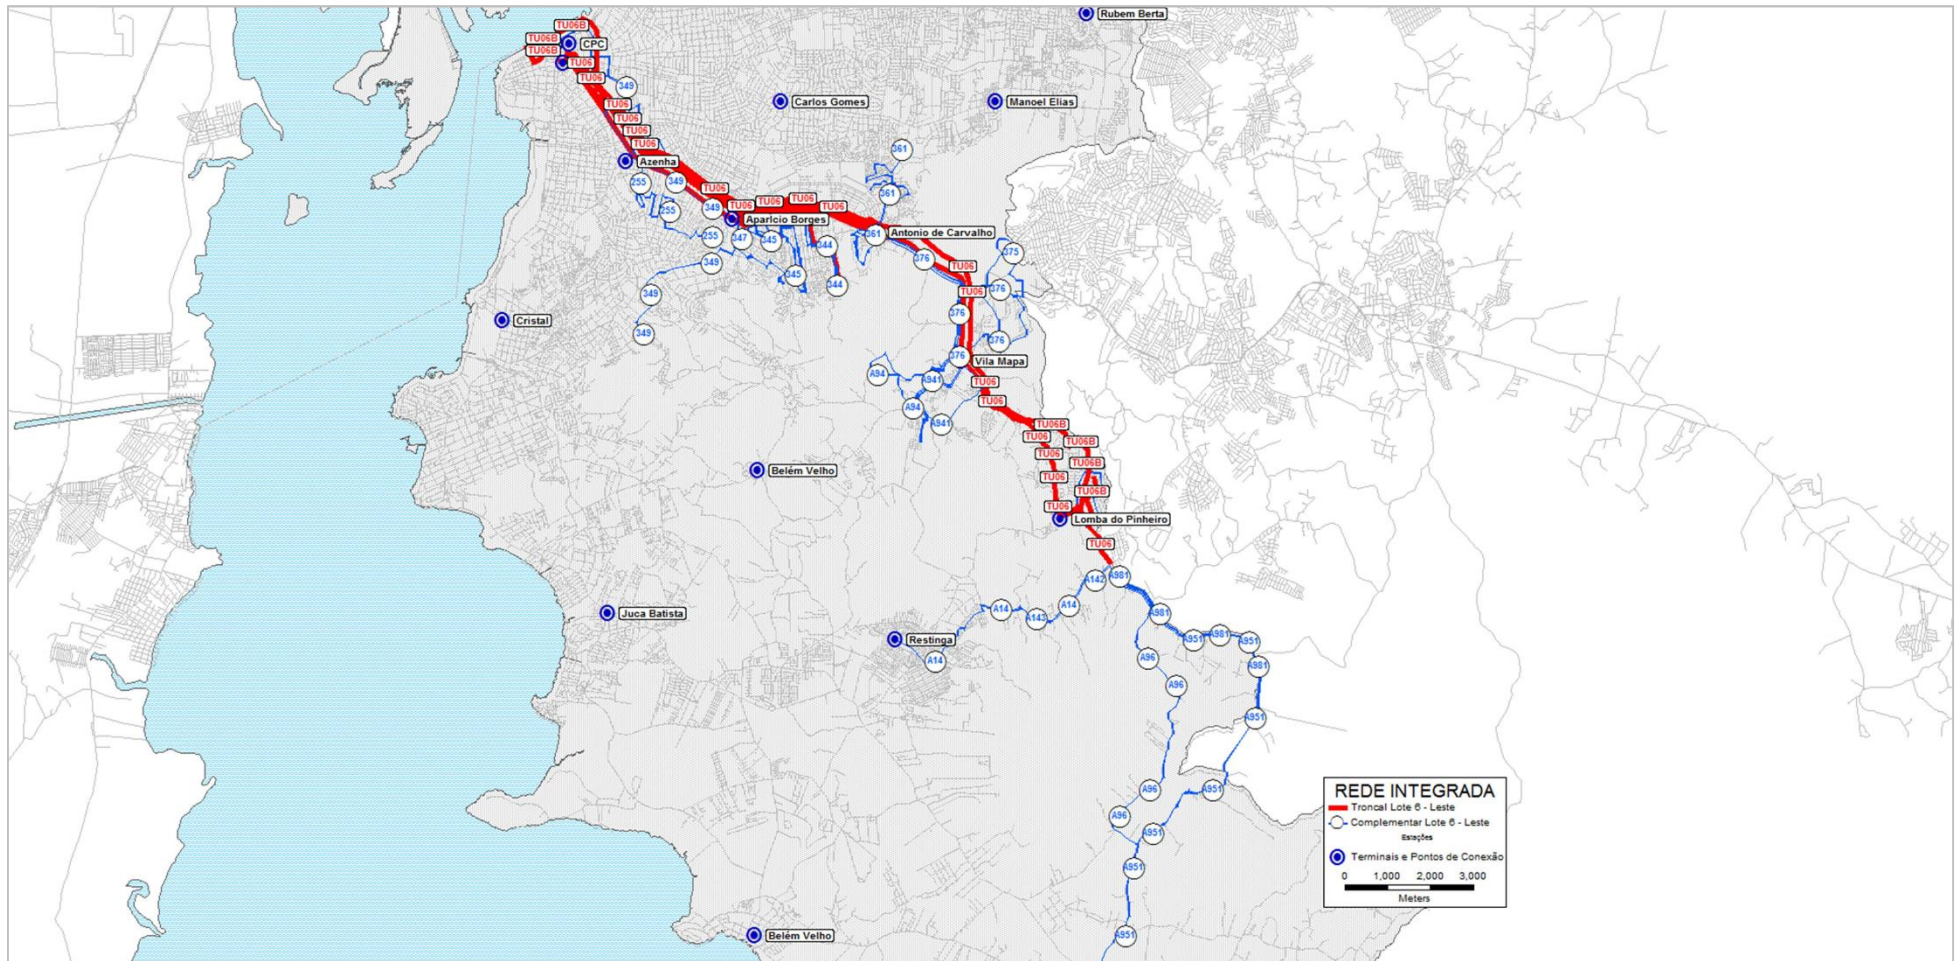 TU06B
Rubem Berta
TU06B
CPC
TU06B
TU06
TU06
349
Carlos Gomes
Manoel Elias
TU06
TU06
TU06
TU06
361
Azenha
255
349
TU06
361
TU06
TU06
TU06
TU06
349
255
Aparício Borges
361
Antonio de Carvalho
255
347
345
344
376
375
349
TU06
345
344
376
TU06
349
376
Cristal
349
376
376
Vila Mapa
A94
A941
TU06
TU06
A94
A941
TU06B
TU06
TU06B
TU06
TU06B
Belém Velho
TU06
TU06B
TU06
Lomba do Pinheiro
TU06
A142
A981
A14
A143
A14
A981
Juca Batista
Restinga
A951
A981
A951
A14
A96
A981
A96
A951
A96
A951
A96
A951
A951
A951
Belém Velho
REDE INTEGRADA
Troncal Lote 6 - Leste
Complementar Lote 6 - Leste
Estações
Terminais e Pontos de Conexão
0 1,000 2,000 3,000
Meters